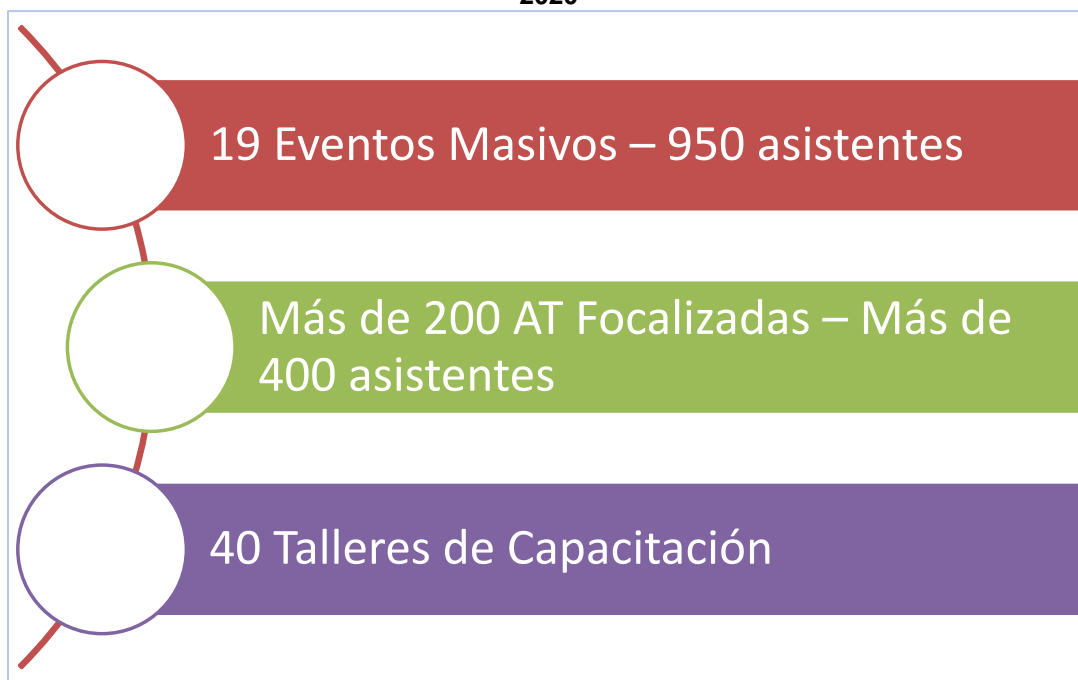 19 Eventos Masivos – 950 asistentes
Más de 200 AT Focalizadas – Más de
400 asistentes
40 Talleres de Capacitación